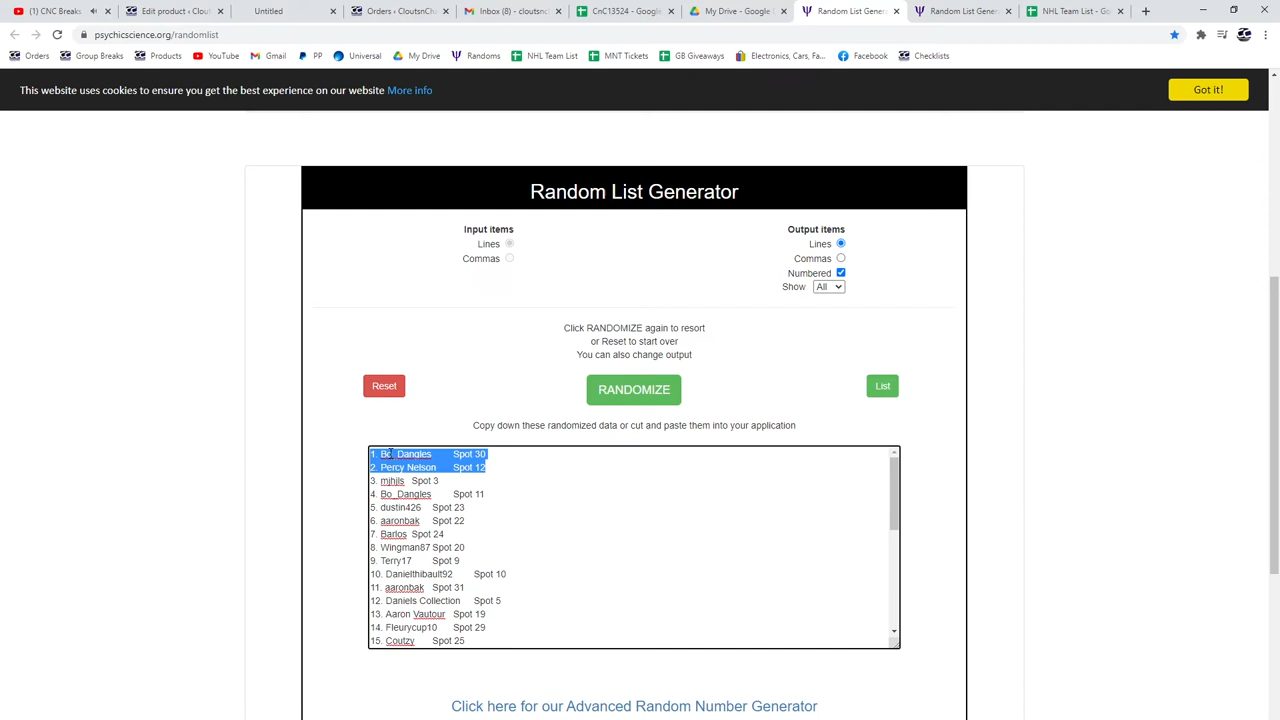 (1) CNC Breaks
Edit product ‹ Clouts
Untitled
Orders ‹ CloutsnCh
Inbox (8) - cloutsno
CnC13524 - Google
My Drive - Google
Random List Gener
Random List Gener
NHL Team List - Go
psychicscience.org/randomlist
Orders
Group Breaks
Products
YouTube
Gmail
PP
Universal
My Drive
Randoms
NHL Team List
MNT Tickets
GB Giveaways
Electronics, Cars, Fa...
Facebook
Checklists
This website uses cookies to ensure you get the best experience on our website More info
Got it!
Random List Generator
Input items
Lines
Commas
Output items
Lines
Commas
Numbered
Show All
Click RANDOMIZE again to resort
or Reset to start over
You can also change output
Reset
RANDOMIZE
List
Copy down these randomized data or cut and paste them into your application
1. Bo_Dangles Spot 30
2. Percy Nelson Spot 12
3. mjhjls Spot 3
4. Bo_Dangles Spot 11
5. dustin426 Spot 23
6. aaronbak Spot 22
7. Barlos Spot 24
8. Wingman87 Spot 20
9. Terry17 Spot 9
10. Danielthibault92 Spot 10
11. aaronbak Spot 31
12. Daniels Collection Spot 5
13. Aaron Vautour Spot 19
14. Fleurycup10 Spot 29
15. Coutzy Spot 25
Click here for our Advanced Random Number Generator